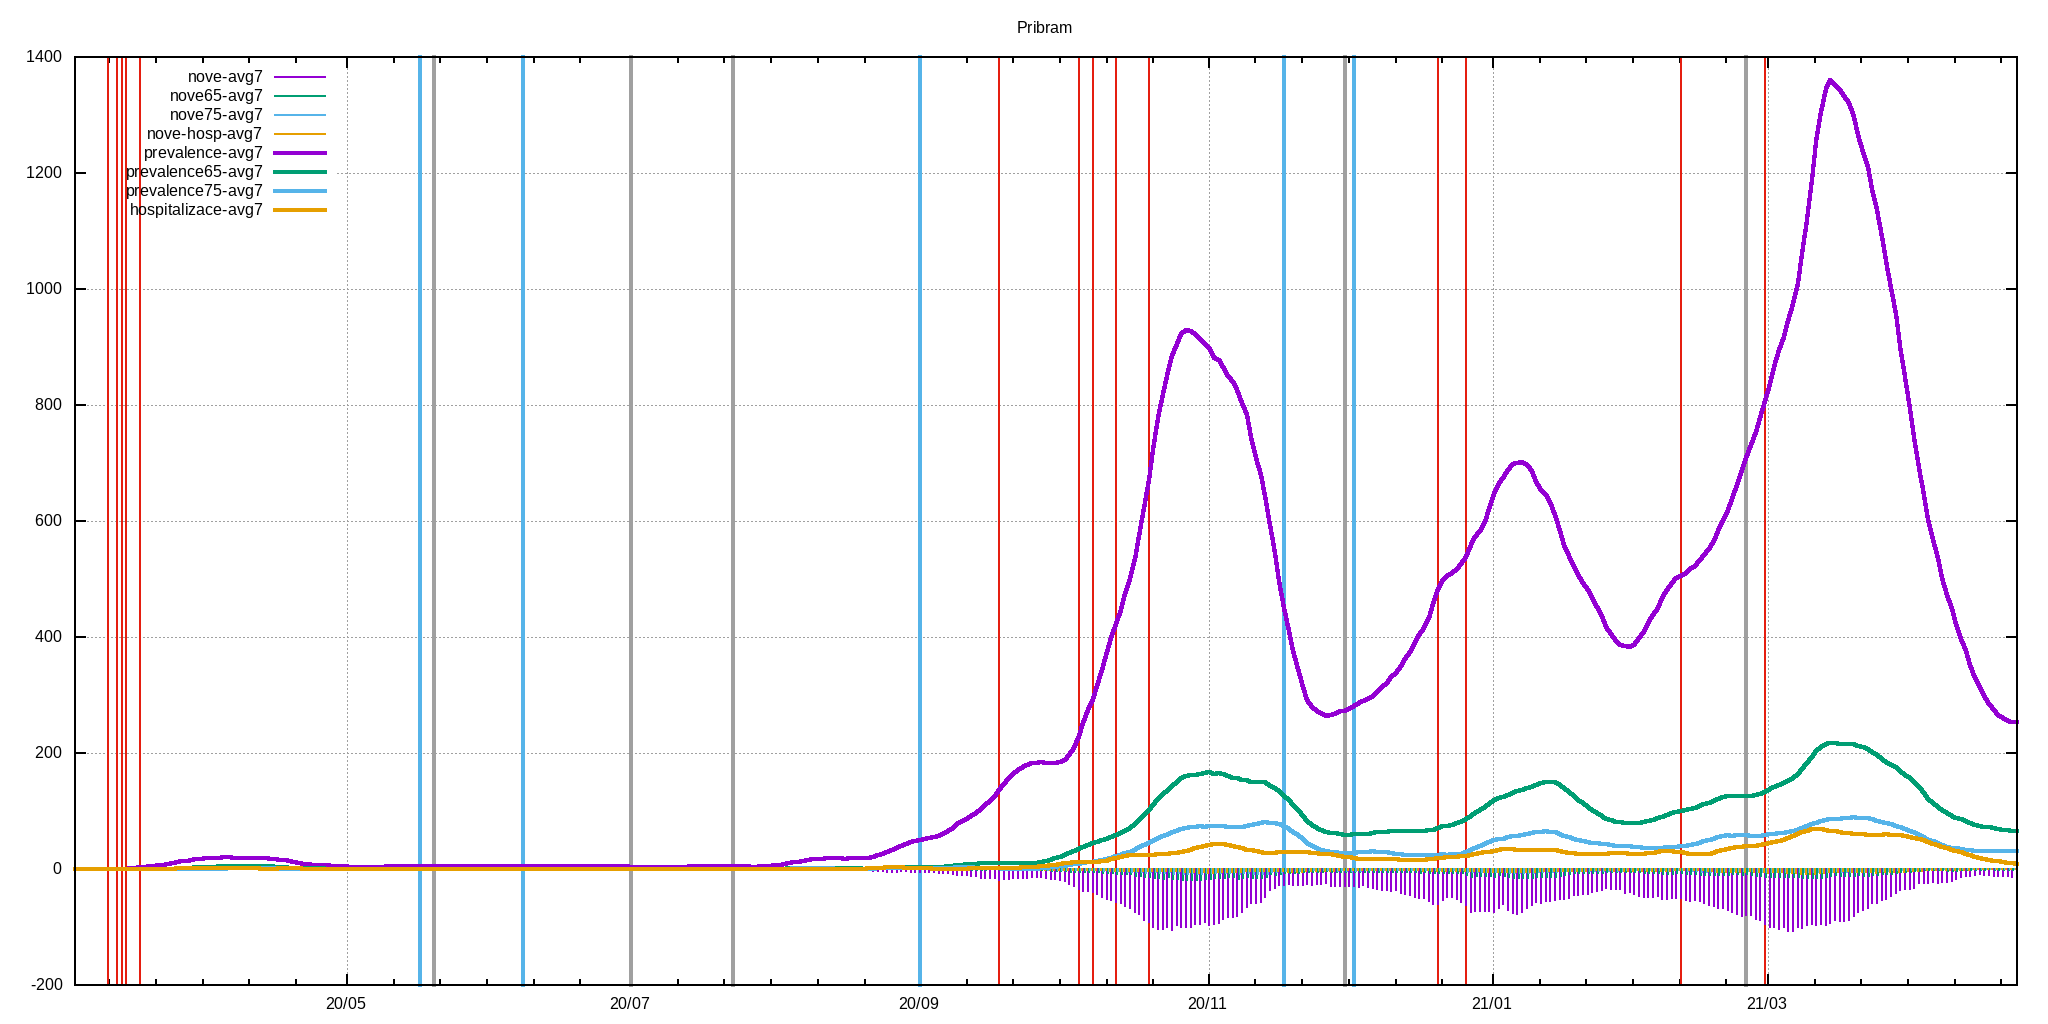 Pribram
1400
1200
1000
800
600
400
200
0
-200
nove-avg7
nove65-avg7
nove75-avg7
nove-hosp-avg7
prevalence-avg7
prevalence65-avg7
prevalence75-avg7
hospitalizace-avg7
20/05 20/07 20/09 20/11 21/01 21/03